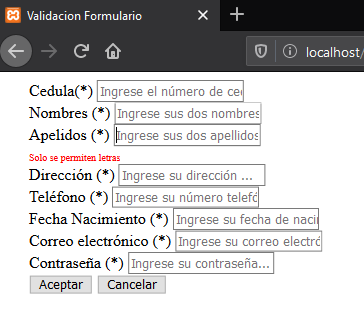 Validacion Formulario
localhost/
Cedula(*) Ingrese el número de ced
Nombres (*) Ingrese sus dos nombres
Apelidos (*) Ingrese sus dos apellidos
Solo se permiten letras
Dirección (*) Ingrese su dirección ...
Teléfono (*) Ingrese su número telefó
Fecha Nacimiento (*) Ingrese su fecha de nacin
Correo electrónico (*) Ingrese su correo electró
Contraseña (*) Ingrese su contraseña...
Aceptar Cancelar